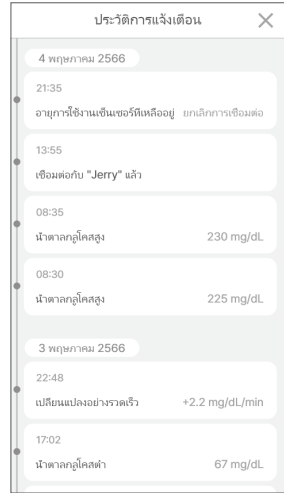 ประวัติการแจ้งเตือน
4 พฤษภาคม 2566
21:35
อายุการใช้งานเซ็นเซอร์ที่เหลืออยู่ ยกเลิกการเชื่อมต่อ
13:55
เชื่อมต่อกับ "Jerry" แล้ว
08:35
น้ำตาลกลูโคสสูง 230 mg/dL
08:30
น้ำตาลกลูโคสสูง 225 mg/dL
3 พฤษภาคม 2566
22:48
เปลี่ยนแปลงอย่างรวดเร็ว +2.2 mg/dL/min
17:02
น้ำตาลกลูโคสต่ำ 67 mg/dL